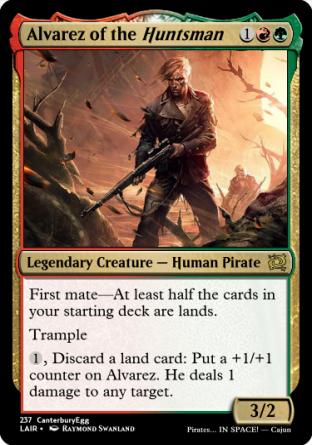 Alvarez of the Huntsman 1
Legendary Creature — Human Pirate
First mate—At least half the cards in
your starting deck are lands.
Trample
1, Discard a land card: Put a +1/+1
counter on Alvarez. He deals 1
damage to any target.
3/2
237 CanterburyEgg
LAIR • Raymond Swanland
Pirates... IN SPACE! — Cajun